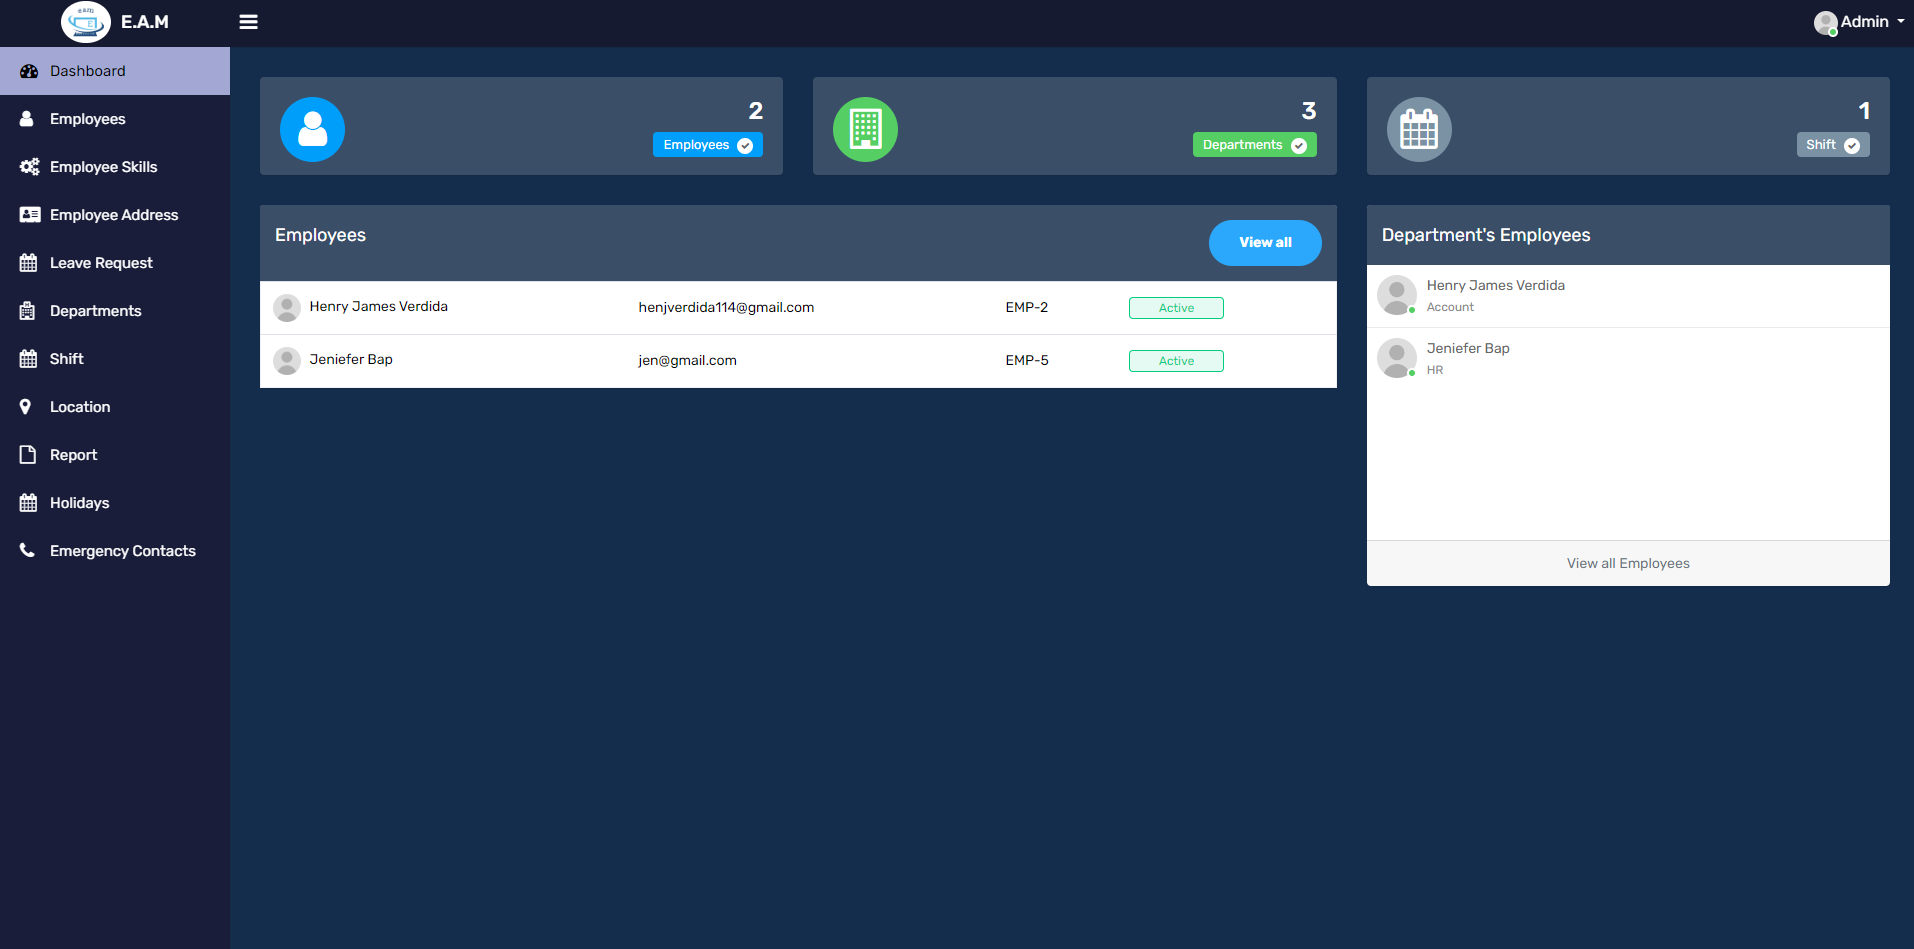 eam
E
E.A.M
Admin
Dashboard
Employees
Employee Skills
Employee Address
Leave Request
Departments
Shift
Location
Report
Holidays
Emergency Contacts
2
Employees
3
Departments
1
Shift
Employees
View all
Henry James Verdida henjverdida114@gmail.com EMP-2 Active
Jeniefer Bap jen@gmail.com EMP-5 Active
Department's Employees
Henry James Verdida
Account
Jeniefer Bap
HR
View all Employees